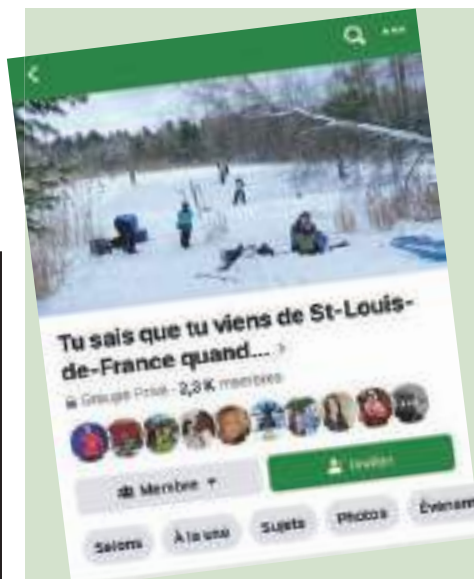 Tu sais que tu viens de St-Louis-
de-France quand... >
Groupe Privé · 2,3 K membres
Membre
Inviter
Salons
À la une
Sujets
Photos
Événem